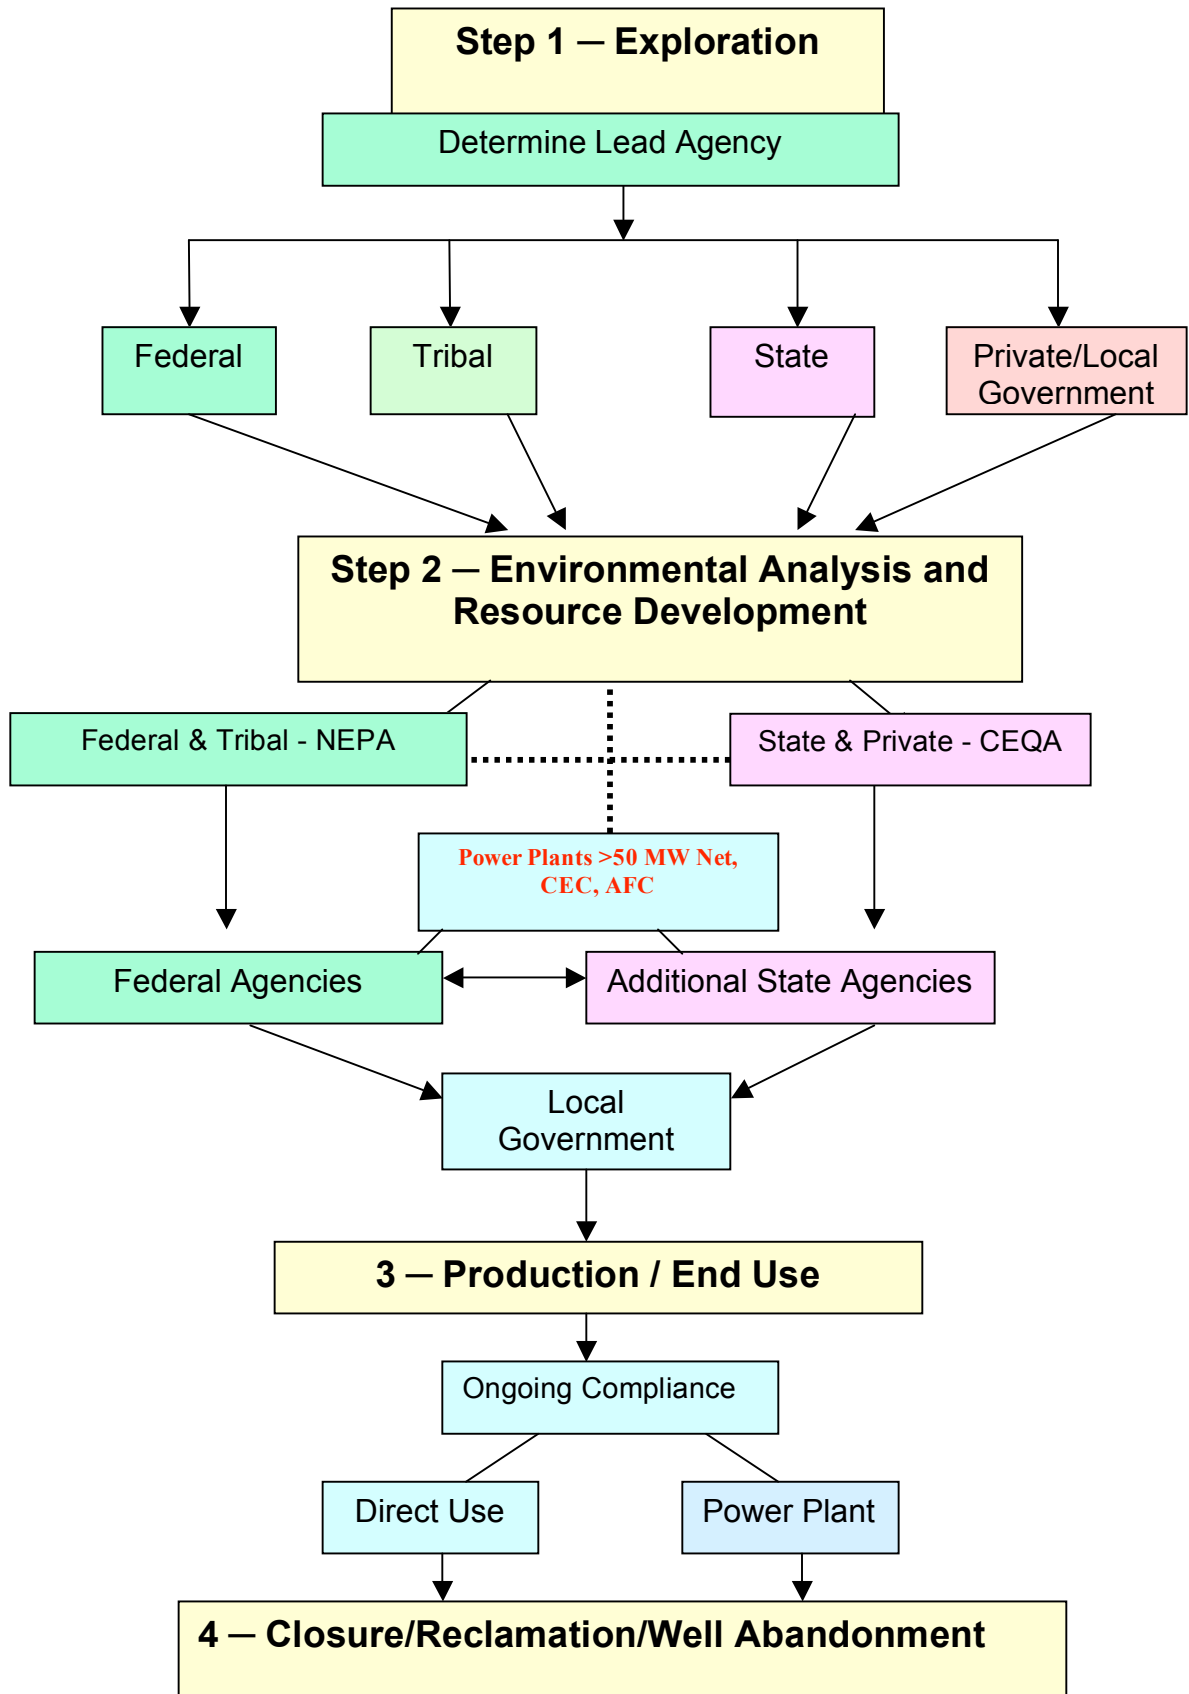 Step 1 — Exploration
Determine Lead Agency
Federal
Tribal
State
Private/Local
Government
Step 2 — Environmental Analysis and
Resource Development
Federal & Tribal - NEPA
State & Private - CEQA
Power Plants >50 MW Net,
CEC, AFC
Federal Agencies
Additional State Agencies
Local
Government
3 — Production / End Use
Ongoing Compliance
Direct Use
Power Plant
4 — Closure/Reclamation/Well Abandonment